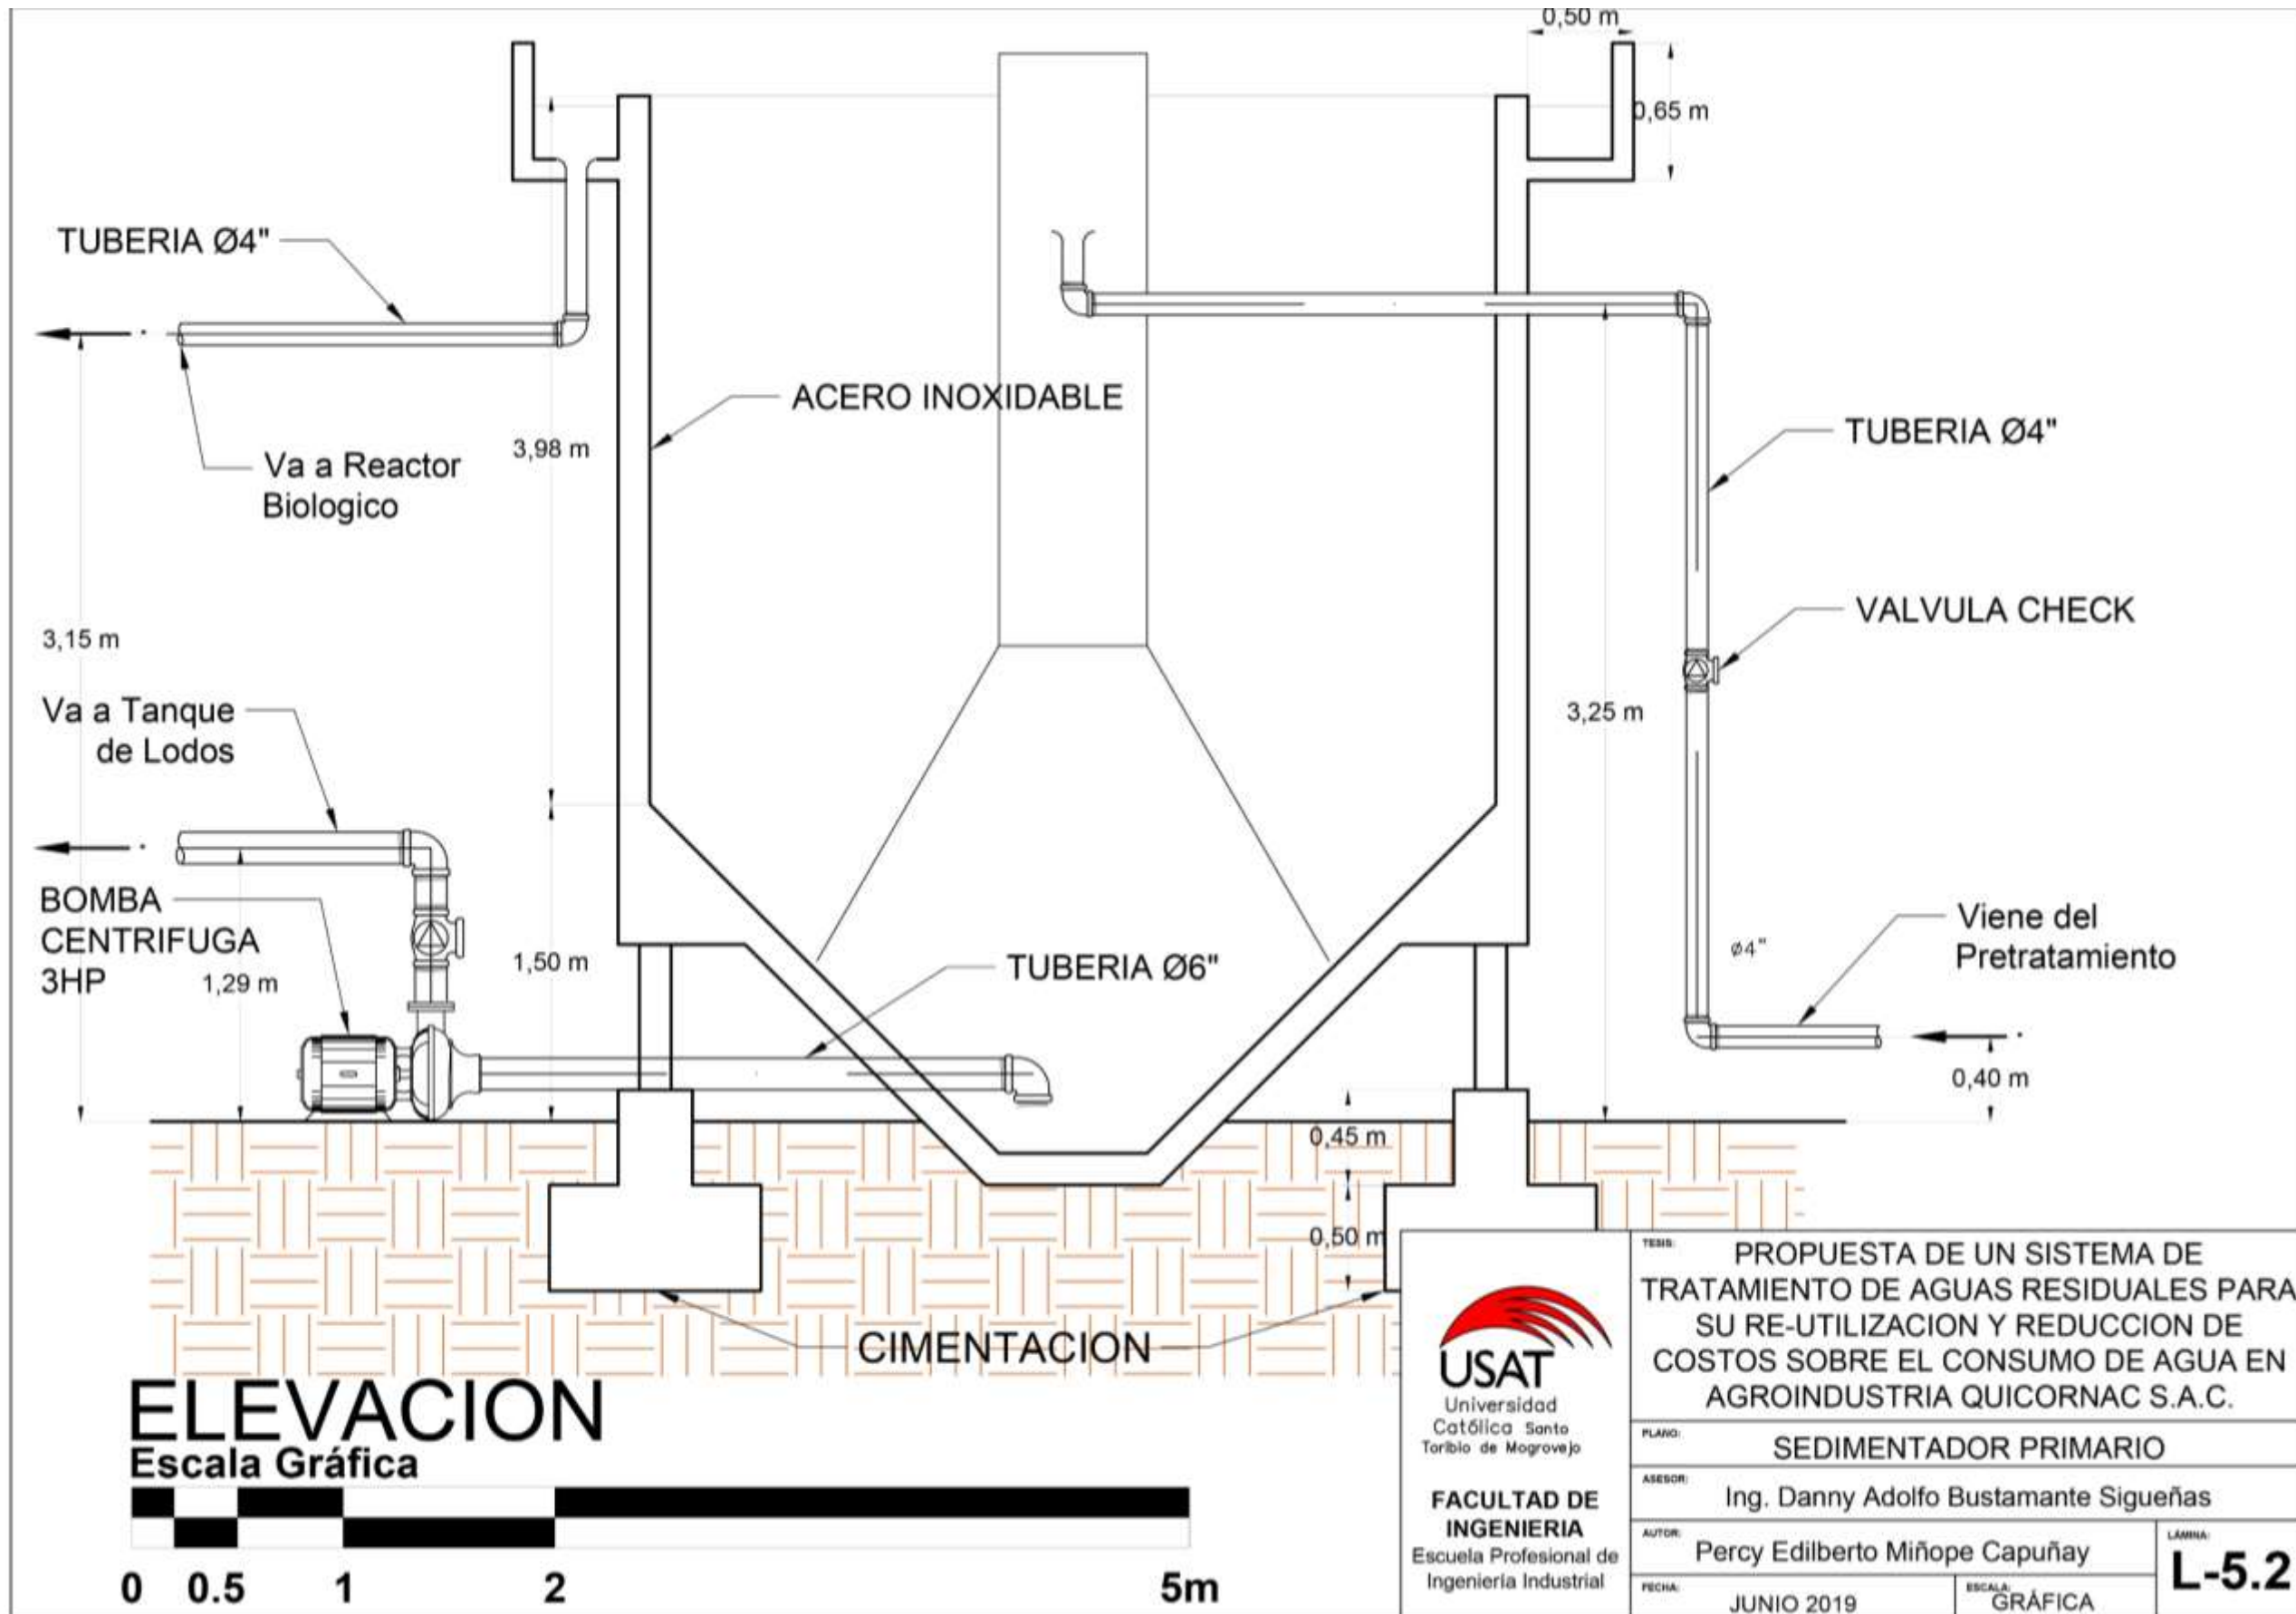 0,50 m
0,65 m
TUBERIA Ø4"
ACERO INOXIDABLE
3,98 m
TUBERIA Ø4"
Va a Reactor
Biologico
VALVULA CHECK
3,15 m
Va a Tanque
de Lodos
3,25 m
BOMBA
CENTRIFUGA
3HP
1,29 m
1,50 m
TUBERIA Ø6"
ø4"
Viene del
Pretratamiento
0,40 m
0,45 m
0,50 m
CIMENTACION
ELEVACION
Escala Gráfica
0 0.5 1 2 5m
USAT
Universidad
Católica Santo
Toribio de Mogrovejo
FACULTAD DE
INGENIERIA
Escuela Profesional de
Ingeniería Industrial
TESIS:
PROPUESTA DE UN SISTEMA DE
TRATAMIENTO DE AGUAS RESIDUALES PARA
SU RE-UTILIZACION Y REDUCCION DE
COSTOS SOBRE EL CONSUMO DE AGUA EN
AGROINDUSTRIA QUICORNAC S.A.C.
PLANO:
SEDIMENTADOR PRIMARIO
ASESOR:
Ing. Danny Adolfo Bustamante Sigueñas
AUTOR:
Percy Edilberto Miñope Capuñay
LÁMINA:
L-5.2
FECHA:
JUNIO 2019
ESCALA:
GRÁFICA